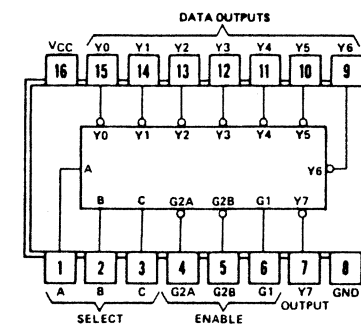 DATA OUTPUTS
VCC Y0 Y1 Y2 Y3 Y4 Y5 Y6
16 15 14 13 12 11 10 9
Y0 Y1 Y2 Y3 Y4 Y5
A Y6
B C G2A G2B G1 Y7
1 2 3 4 5 6 7 8
A B C G2A G2B G1 Y7 GND
OUTPUT
SELECT ENABLE